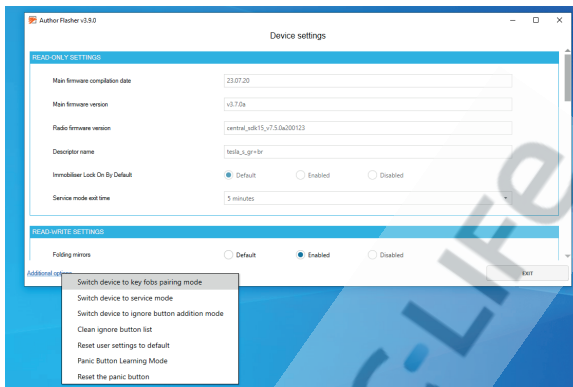 Author Flasher v3.9.0
Device settings
READ-ONLY SETTINGS
Main firmware compilation date
23.07.20
Main firmware version
v3.7.0a
Radio firmware version
central_sdk15_v7.5.0a200123
Descriptor name
tesla_s_gr+br
Immobiliser Lock On By Default
Default Enabled Disabled
Service mode exit time
5 minutes
READ-WRITE SETTINGS
Folding mirrors
Default Enabled Disabled
Additional options
EXIT
Switch device to key fobs pairing mode
Switch device to service mode
Switch device to ignore button addition mode
Clean ignore button list
Reset user settings to default
Panic Button Learning Mode
Reset the panic button
C-LIFe